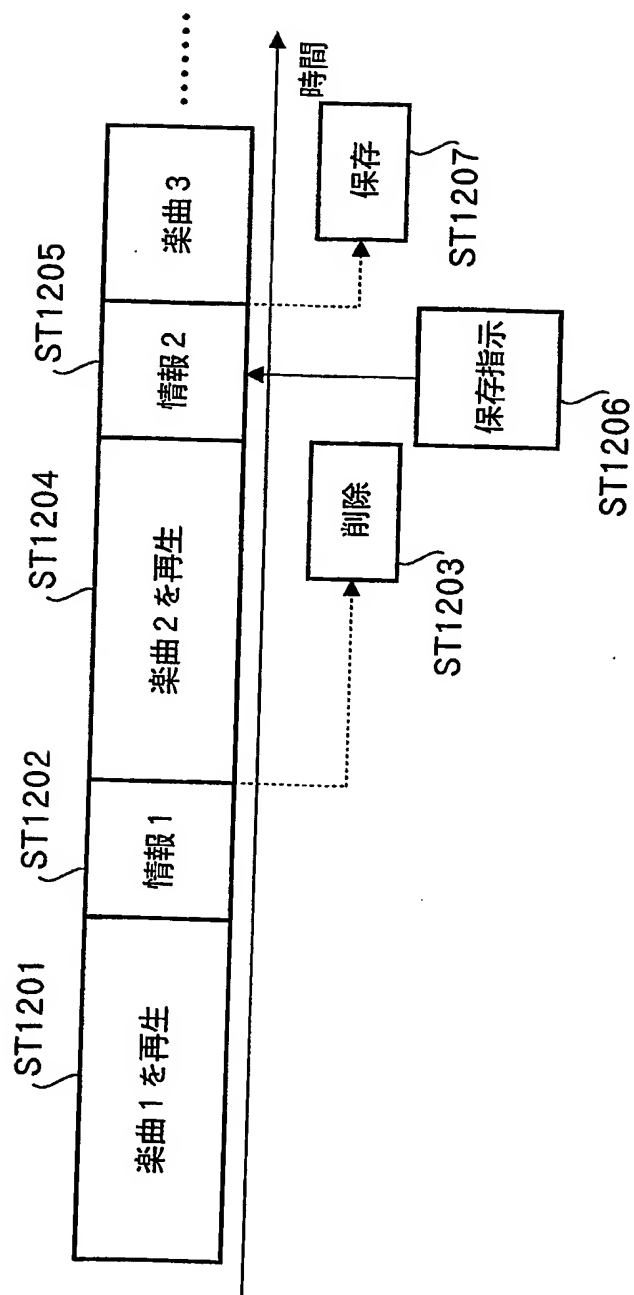 ST1201
ST1202
ST1204
ST1205
楽曲1を再生
情報1
楽曲2を再生
情報2
楽曲3
・・・・・・・
時間
削除
ST1203
保存指示
ST1206
保存
ST1207